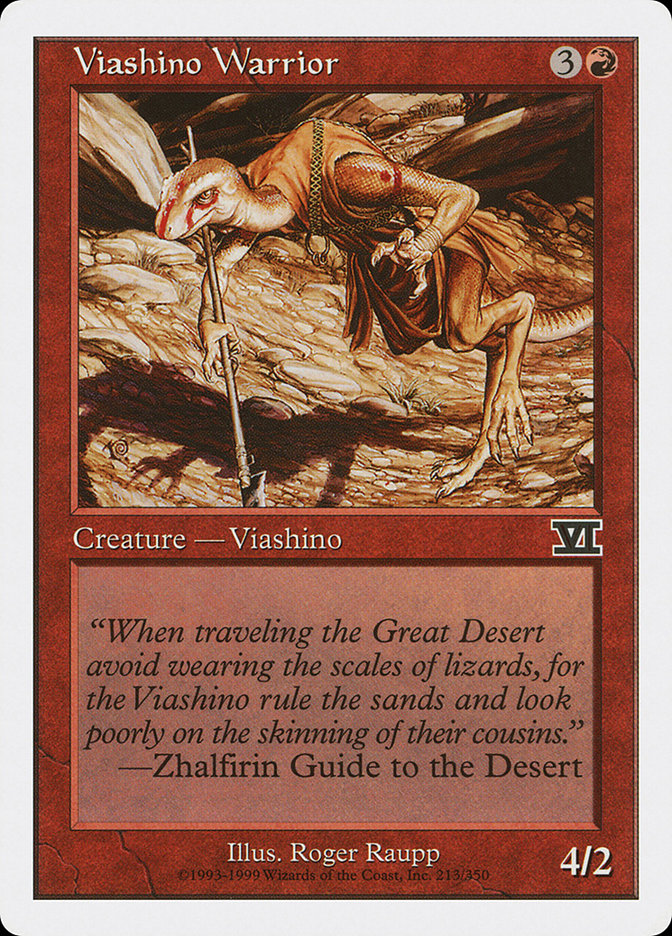 Viashino Warrior 3
Creature — Viashino VI
“When traveling the Great Desert
avoid wearing the scales of lizards, for
the Viashino rule the sands and look
poorly on the skinning of their cousins.”
—Zhalfirin Guide to the Desert
Illus. Roger Raupp
©1993-1999 Wizards of the Coast, Inc. 213/350
4/2